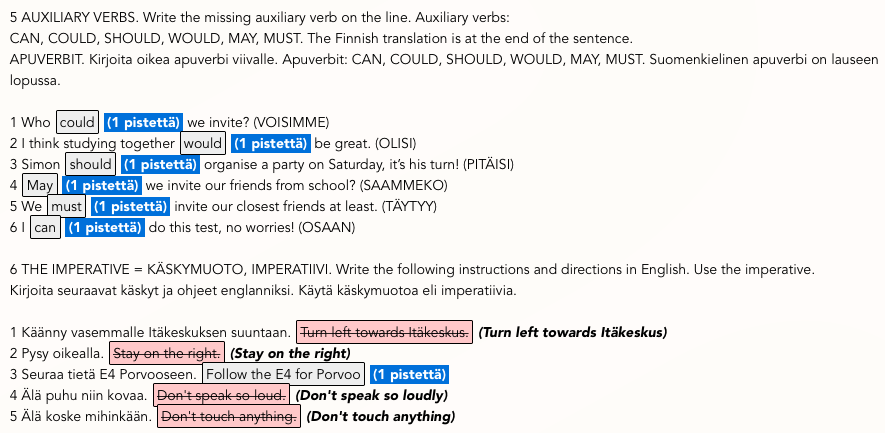 5 AUXILIARY VERBS. Write the missing auxiliary verb on the line. Auxiliary verbs:
CAN, COULD, SHOULD, WOULD, MAY, MUST. The Finnish translation is at the end of the sentence.
APUVERBIT. Kirjoita oikea apuverbi viivalle. Apuverbit: CAN, COULD, SHOULD, WOULD, MAY, MUST. Suomenkielinen apuverbi on lauseen
lopussa.
1 Who could (1 pistettä) we invite? (VOISIMME)
2 I think studying together would (1 pistettä) be great. (OLISI)
3 Simon should (1 pistettä) organise a party on Saturday, it’s his turn! (PITÄISI)
4 May (1 pistettä) we invite our friends from school? (SAAMMEKO)
5 We must (1 pistettä) invite our closest friends at least. (TÄYTYY)
6 I can (1 pistettä) do this test, no worries! (OSAAN)
6 THE IMPERATIVE = KÄSKYMUOTO, IMPERATIIVI. Write the following instructions and directions in English. Use the imperative.
Kirjoita seuraavat käskyt ja ohjeet englanniksi. Käytä käskymuotoa eli imperatiivia.
1 Käänny vasemmalle Itäkeskuksen suuntaan. Turn left towards Itäkeskus. (Turn left towards Itäkeskus)
2 Pysy oikealla. Stay on the right. (Stay on the right)
3 Seuraa tietä E4 Porvooseen. Follow the E4 for Porvoo (1 pistettä)
4 Älä puhu niin kovaa. Don't speak so loud. (Don't speak so loudly)
5 Älä koske mihinkään. Don't touch anything. (Don't touch anything)